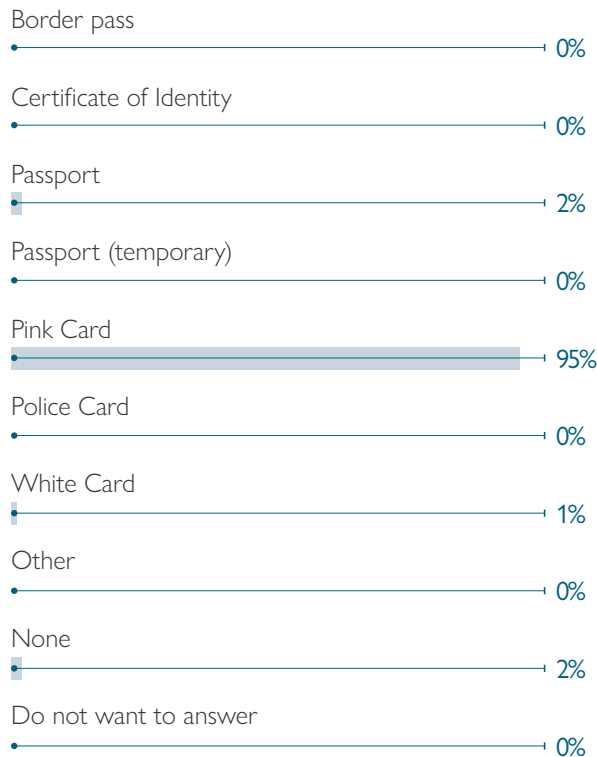 Border pass
0%
Certificate of Identity
0%
Passport
2%
Passport (temporary)
0%
Pink Card
95%
Police Card
0%
White Card
1%
Other
0%
None
2%
Do not want to answer
0%